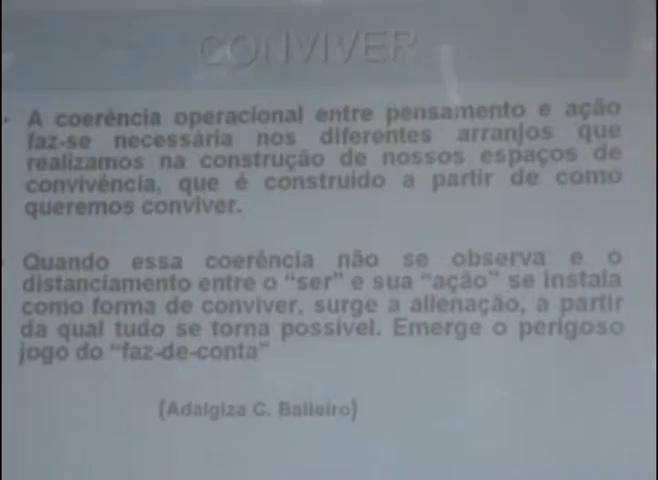 CONVIVER
• A coerência operacional entre pensamento e ação
faz-se necessária nos diferentes arranjos que
realizamos na construção de nossos espaços de
convivência, que é construído a partir de como
queremos conviver.
Quando essa coerência não se observa e o
distanciamento entre o “ser” e sua “ação” se instala
como forma de conviver, surge a alienação, a partir
da qual tudo se torna possível. Emerge o perigoso
jogo do “faz-de-conta”
(Adalgiza C. Balieiro)